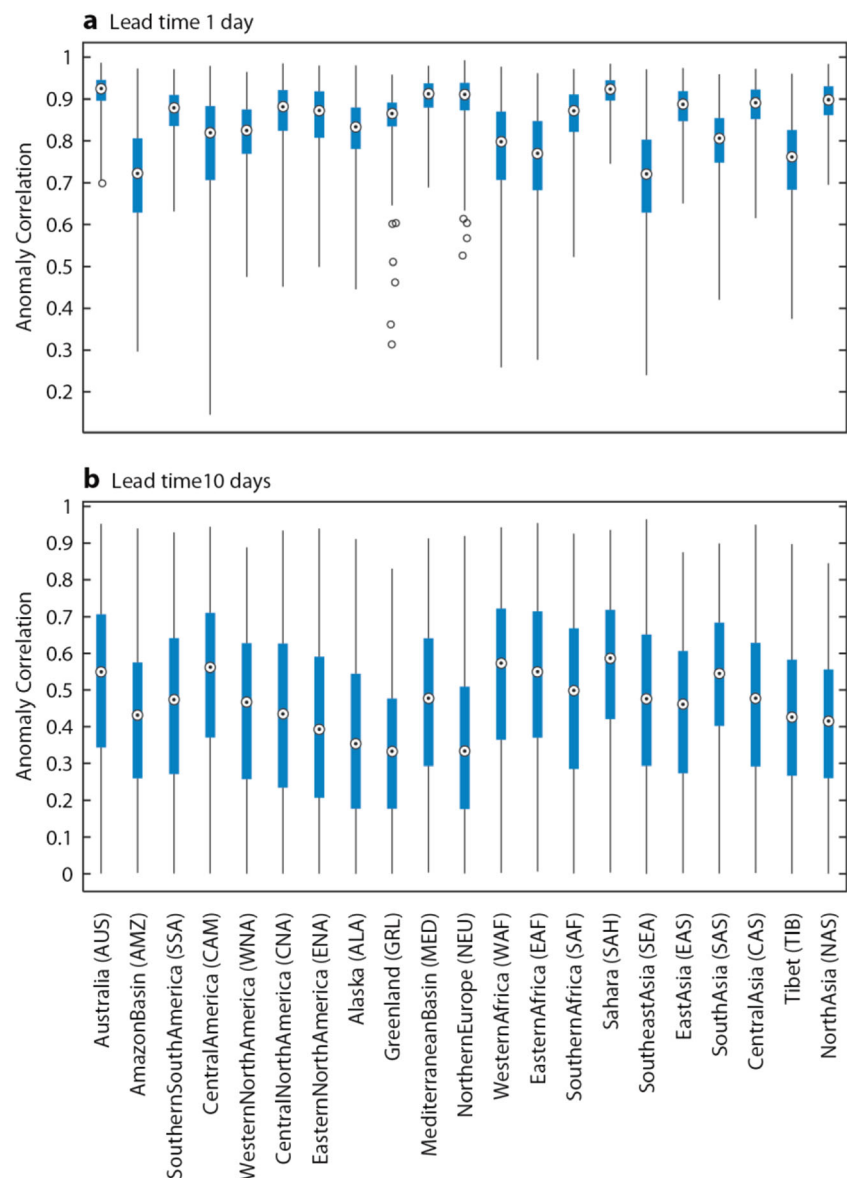 a Lead time 1 day
1
0.9
0.8
0.7
0.6
0.5
0.4
0.3
0.2
Anomaly Correlation
b Lead time10 days
1
0.9
0.8
0.7
0.6
0.5
0.4
0.3
0.2
0.1
0
Anomaly Correlation
Australia (AUS)
AmazonBasin (AMZ)
SouthernSouthAmerica (SSA)
CentralAmerica (CAM)
WesternNorthAmerica (WNA)
CentralNorthAmerica (CNA)
EasternNorthAmerica (ENA)
Alaska (ALA)
Greenland (GRL)
MediterraneanBasin (MED)
NorthernEurope (NEU)
WesternAfrica (WAF)
EasternAfrica (EAF)
SouthernAfrica (SAF)
Sahara (SAH)
SoutheastAsia (SEA)
EastAsia (EAS)
SouthAsia (SAS)
CentralAsia (CAS)
Tibet (TIB)
NorthAsia (NAS)